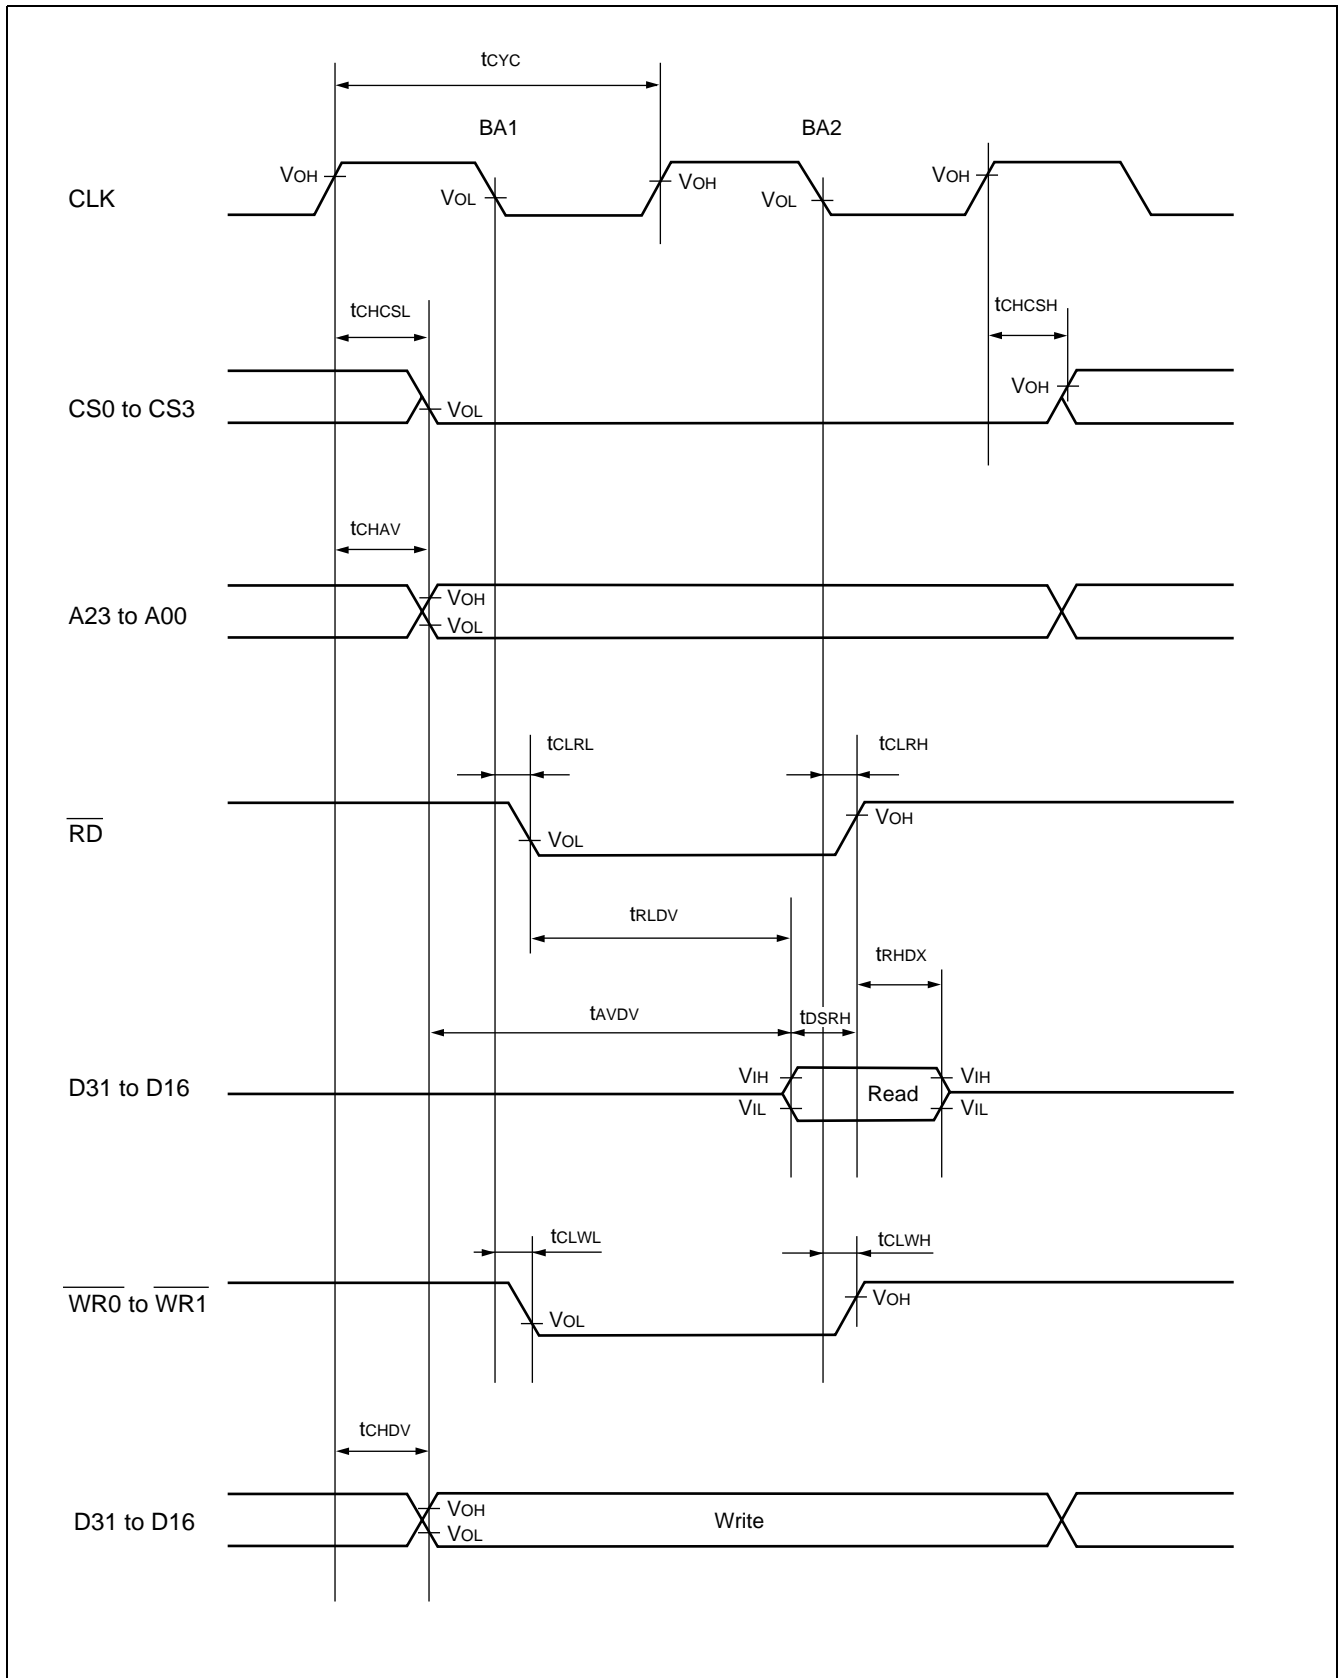 tCYC
BA1 BA2
CLK VOH VOL VOH VOL VOH
tCHCSL tCHCSH
CS0 to CS3 VOL VOH
tCHAV
A23 to A00 VOH
VOL
tCLRL tCLRH
RD VOL VOH
tRLDV
tRHDX
tAVDV tDSRH
D31 to D16 VIH Read VIH
VIL VIL
tCLWL tCLWH
WR0 to WR1 VOL VOH
tCHDV
D31 to D16 VOH Write
VOL